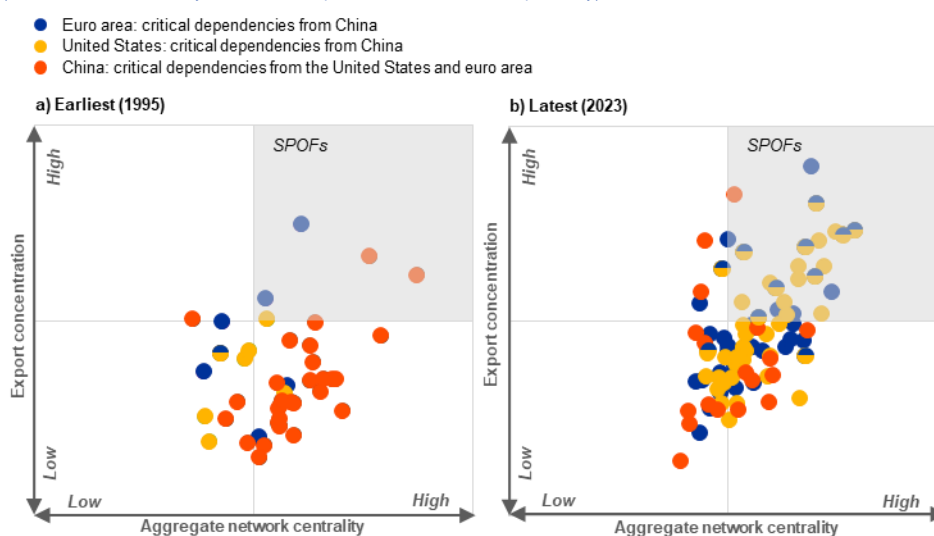 Euro area: critical dependencies from China
United States: critical dependencies from China
China: critical dependencies from the United States and euro area
a) Earliest (1995)
SPOFs
High
Export concentration
Low
Low
High
Aggregate network centrality
b) Latest (2023)
SPOFs
High
Export concentration
Low
Low
High
Aggregate network centrality